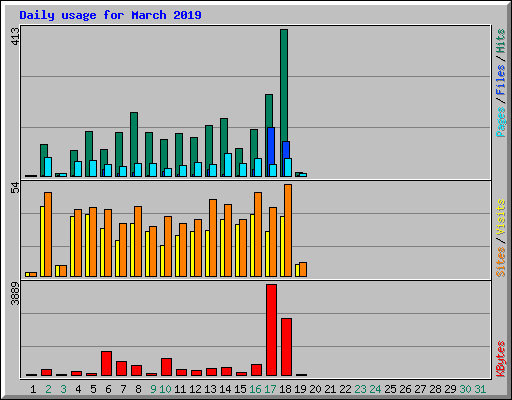 Daily usage for March 2019
413
Pages / Files / Hits
54
Sites / Visits
3889
KBytes
1 2 3 4 5 6 7 8 9 10 11 12 13 14 15 16 17 18 19 20 21 22 23 24 25 26 27 28 29 30 31